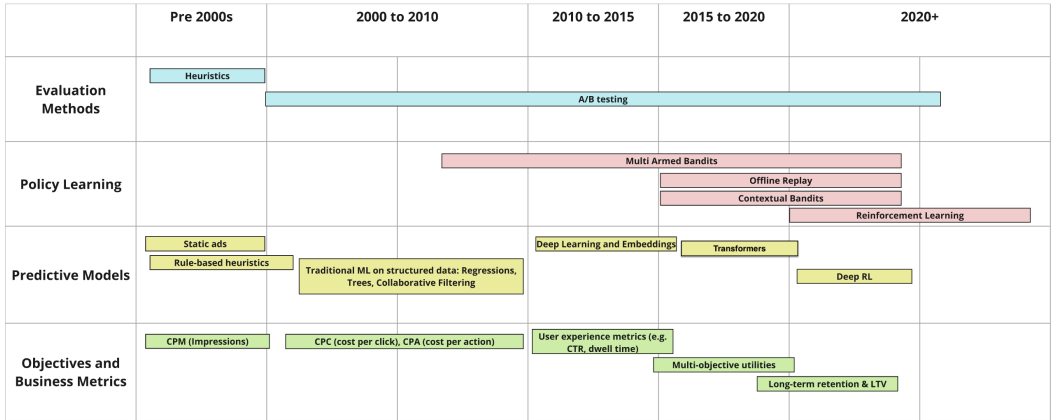 Pre 2000s
2000 to 2010
2010 to 2015
2015 to 2020
2020+
Evaluation
Methods
Heuristics
A/B testing
Policy Learning
Multi Armed Bandits
Offline Replay
Contextual Bandits
Reinforcement Learning
Predictive Models
Static ads
Rule-based heuristics
Traditional ML on structured data: Regressions,
Trees, Collaborative Filtering
Deep Learning and Embeddings
Transformers
Deep RL
Objectives and
Business Metrics
CPM (Impressions)
CPC (cost per click), CPA (cost per action)
User experience metrics (e.g.
CTR, dwell time)
Multi-objective utilities
Long-term retention & LTV